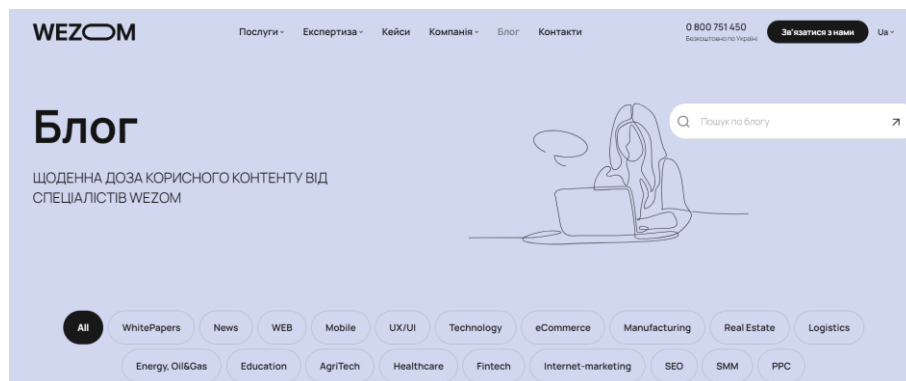 WEZOM
Послуги Експертиза Кейси Компанія Блог Контакти
0 800 751 450
Безкоштовно по Україні
Зв'язатися з нами
Ua
Блог
Пошук по блогу
ЩОДЕННА ДОЗА КОРИСНОГО КОНТЕНТУ ВІД
СПЕЦІАЛІСТІВ WEZOM
All WhitePapers News WEB Mobile UX/UI Technology eCommerce Manufacturing Real Estate Logistics
Energy, Oil&Gas Education AgriTech Healthcare Fintech Internet-marketing SEO SMM PPC